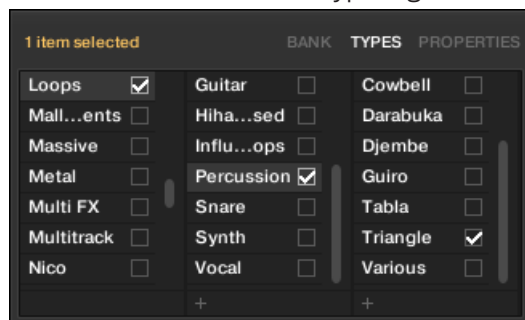 1 item selected BANK TYPES PROPERTIES
Loops Guitar Cowbell
Mall...ents Hiha...sed Darabuka
Massive Influ...ops Djembe
Metal Percussion Guiro
Multi FX Snare Tabla
Multitrack Synth Triangle
Nico Vocal Various
+ +